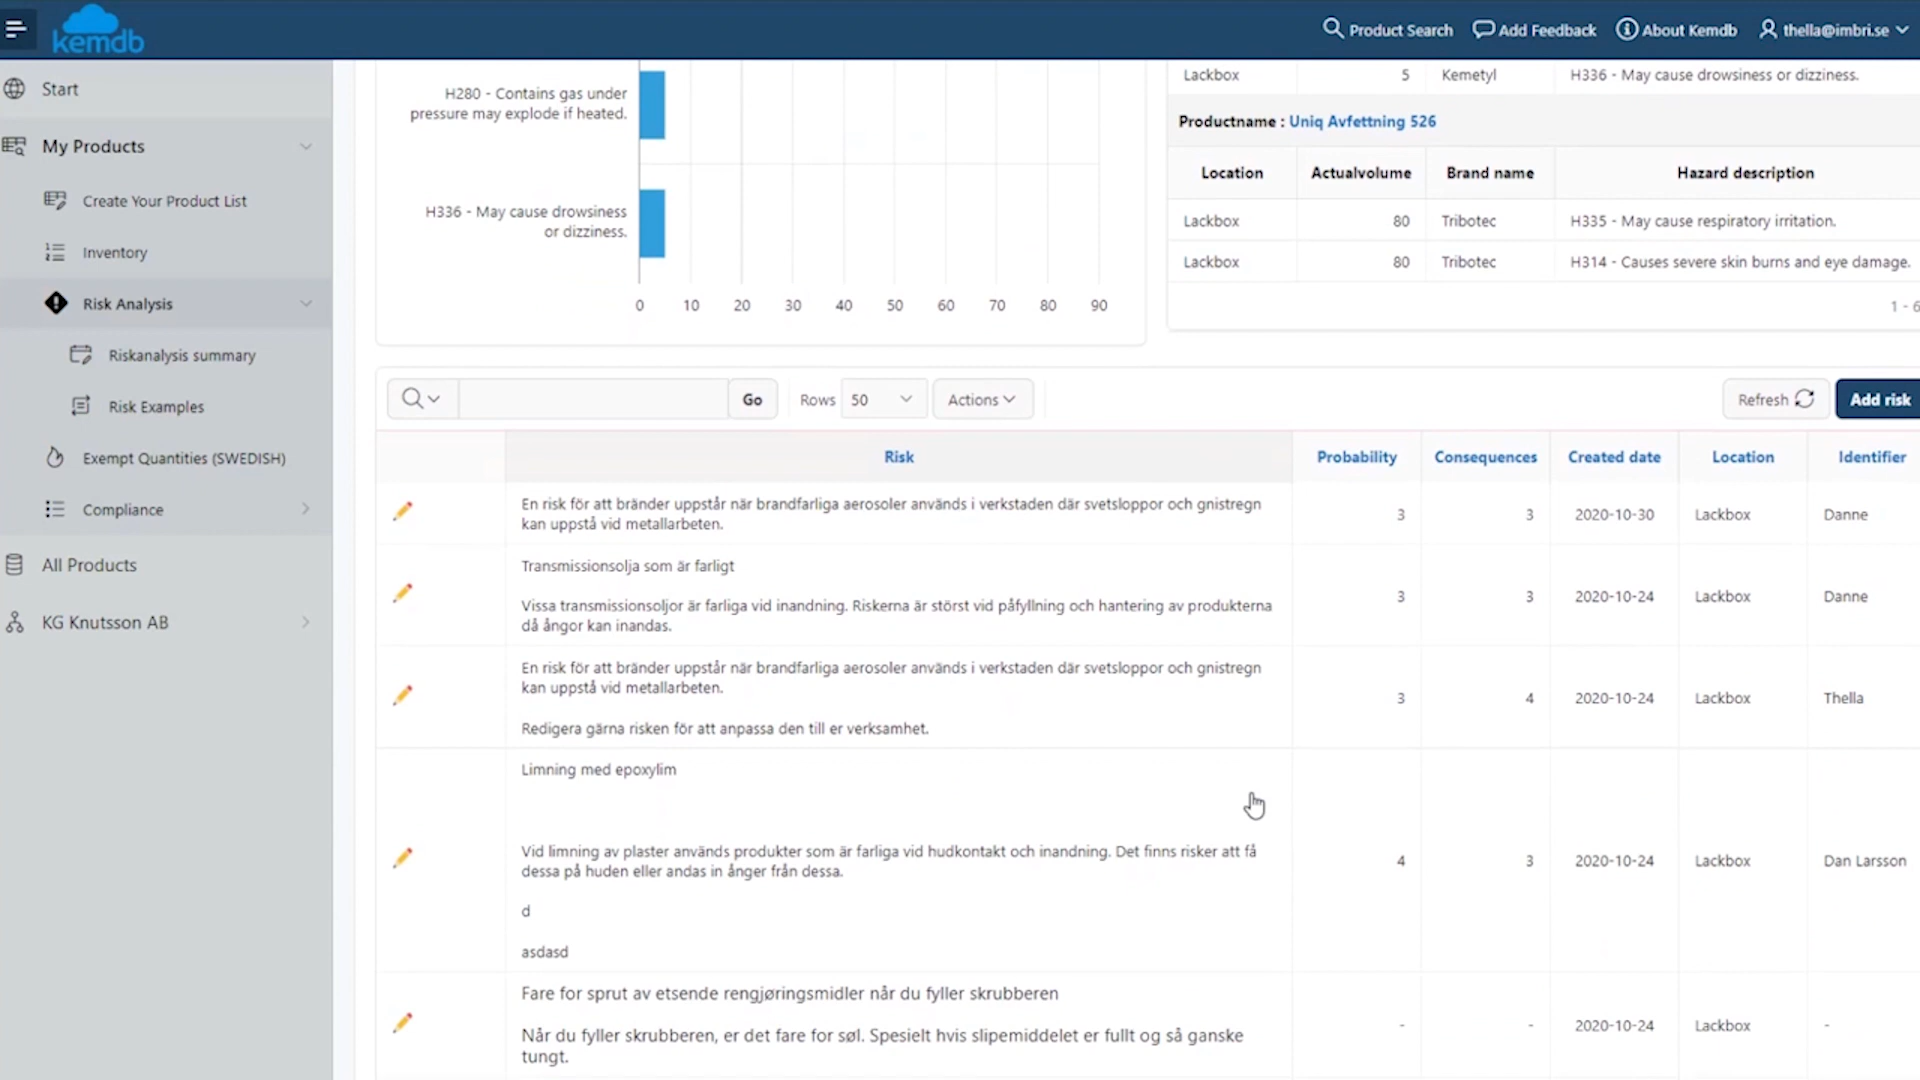 kemdb
Product Search
Add Feedback
About Kemdb
thella@imbri.se
Start
My Products
Create Your Product List
Inventory
Risk Analysis
Riskanalysis summary
Risk Examples
Exempt Quantities (SWEDISH)
Compliance
All Products
KG Knutsson AB
H280 - Contains gas under
pressure may explode if heated.
H336 - May cause drowsiness
or dizziness.
0 10 20 30 40 50 60 70 80 90
Lackbox 5 Kemetyl H336 - May cause drowsiness or dizziness.
Productname : Uniq Avfettning 526
Location Actualvolume Brand name Hazard description
Lackbox 80 Tribotec H335 - May cause respiratory irritation.
Lackbox 80 Tribotec H314 - Causes severe skin burns and eye damage.
1 - 6
Go Rows 50 Actions Refresh Add risk
Risk Probability Consequences Created date Location Identifier
En risk för att bränder uppstår när brandfarliga aerosoler används i verkstaden där svetsloppor och gnistregn
kan uppstå vid metallarbeten.
3 3 2020-10-30 Lackbox Danne
Transmissionsolja som är farligt
Vissa transmissionsoljor är farliga vid inandning. Riskerna är störst vid påfyllning och hantering av produkterna
då ångor kan inandas.
3 3 2020-10-24 Lackbox Danne
En risk för att bränder uppstår när brandfarliga aerosoler används i verkstaden där svetsloppor och gnistregn
kan uppstå vid metallarbeten.
Redigera gärna risken för att anpassa den till er verksamhet.
3 4 2020-10-24 Lackbox Thella
Limning med epoxylim
Vid limning av plaster används produkter som är farliga vid hudkontakt och inandning. Det finns risker att få
dessa på huden eller andas in ånger från dessa.
d
asdasd
4 3 2020-10-24 Lackbox Dan Larsson
Fare for sprut av etsende rengjøringsmidler når du fyller skrubberen
Når du fyller skrubberen, er det fare for søl. Spesielt hvis slipemiddelet er fullt og så ganske
tungt.
- - 2020-10-24 Lackbox -